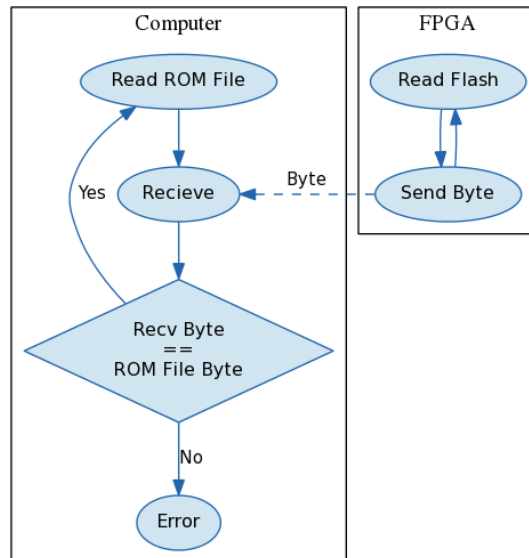 Computer
FPGA
Read ROM File
Read Flash
Yes
Recieve
Byte
Send Byte
Recv Byte
==
ROM File Byte
No
Error